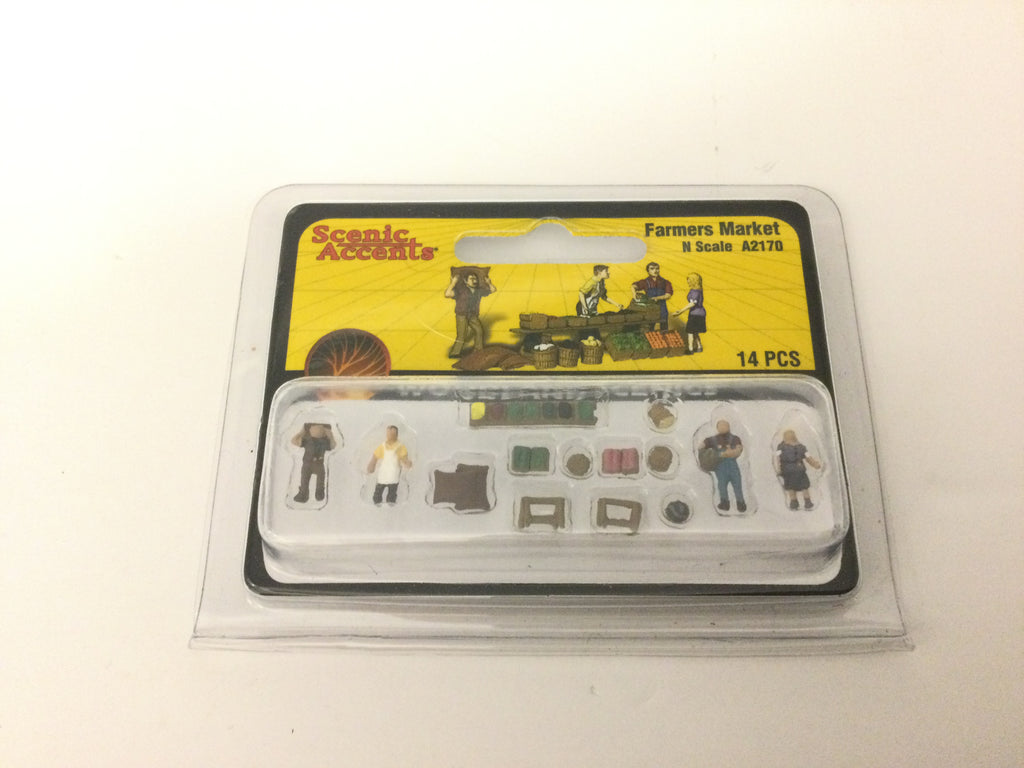 Scenic
Accents®
Farmers Market
N Scale A2170
14 PCS